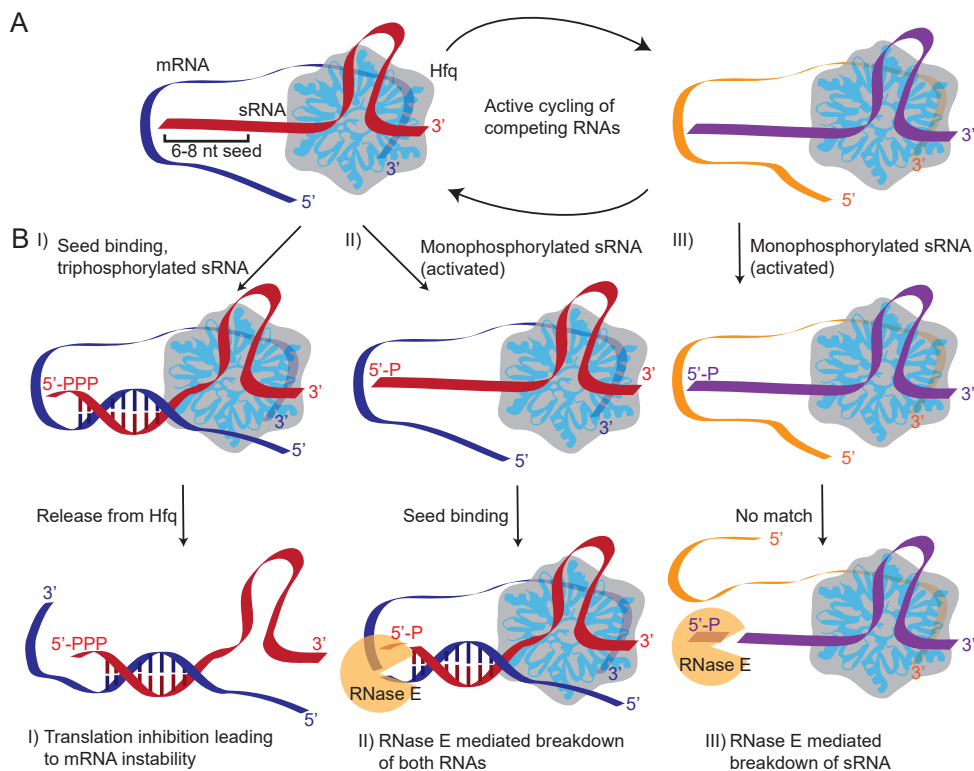 A
mRNA
Hfq
sRNA
6-8 nt seed
3’
3’
5’
Active cycling of
competing RNAs
3’
3’
5’
B
I) Seed binding,
triphosphorylated sRNA
II) Monophosphorylated sRNA
(activated)
III) Monophosphorylated sRNA
(activated)
5’-PPP
3’
3’
5’
5’-P
3’
3’
5’
5’-P
3’
3’
5’
Release from Hfq
Seed binding
No match
3’
5’-PPP
3’
5’
5’-P
RNase E
3’
3’
5’
5’
5’-P
RNase E
3’
3’
I) Translation inhibition leading
to mRNA instability
II) RNase E mediated breakdown
of both RNAs
III) RNase E mediated
breakdown of sRNA